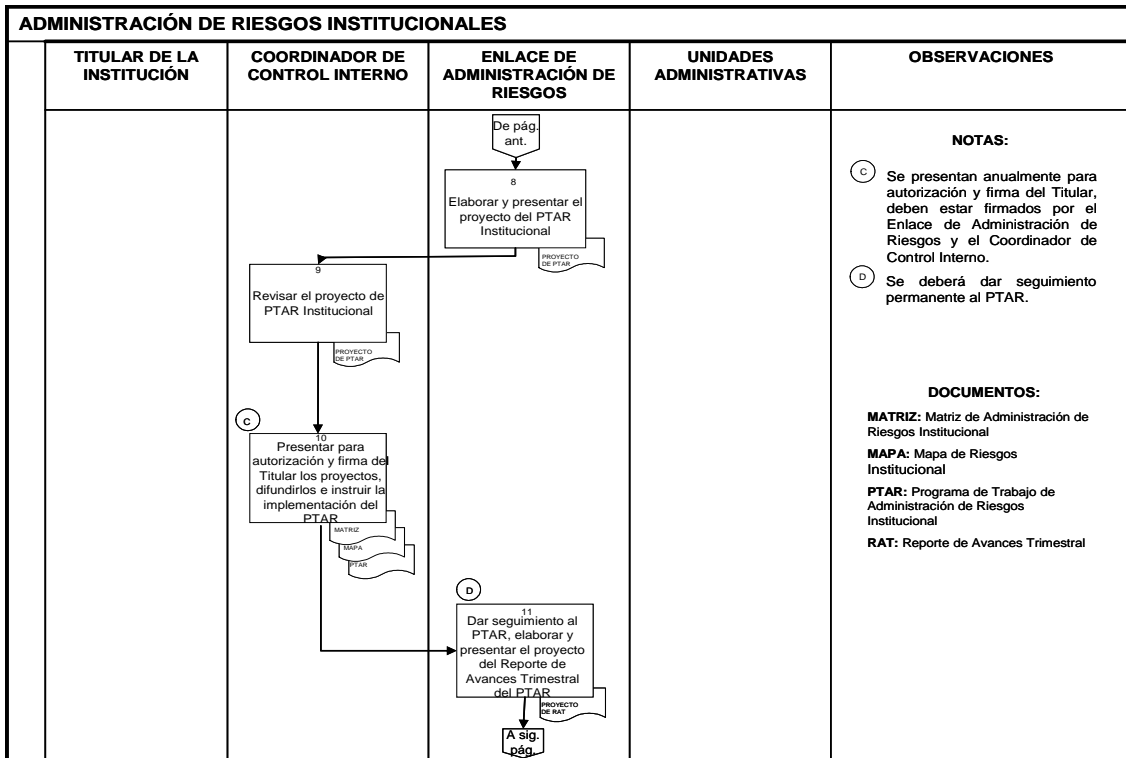 ADMINISTRACIÓN DE RIESGOS INSTITUCIONALES
TITULAR DE LA
INSTITUCIÓN
COORDINADOR DE
CONTROL INTERNO
ENLACE DE
ADMINISTRACIÓN DE
RIESGOS
UNIDADES
ADMINISTRATIVAS
OBSERVACIONES
De pág.
ant.
8
Elaborar y presentar el
proyecto del PTAR
Institucional
PROYECTO
DE PTAR
9
Revisar el proyecto de
PTAR Institucional
PROYECTO
DE PTAR
C
10
Presentar para
autorización y firma del
Titular los proyectos,
difundirlos e instruir la
implementación del
PTAR
MATRIZ
MAPA
PTAR
D
11
Dar seguimiento al
PTAR, elaborar y
presentar el proyecto
del Reporte de
Avances Trimestral
del PTAR
PROYECTO
DE RAT
A sig.
pág.
NOTAS:
C Se presentan anualmente para
autorización y firma del Titular,
deben estar firmados por el
Enlace de Administración de
Riesgos y el Coordinador de
Control Interno.
D Se deberá dar seguimiento
permanente al PTAR.
DOCUMENTOS:
MATRIZ: Matriz de Administración de
Riesgos Institucional
MAPA: Mapa de Riesgos
Institucional
PTAR: Programa de Trabajo de
Administración de Riesgos
Institucional
RAT: Reporte de Avances Trimestral